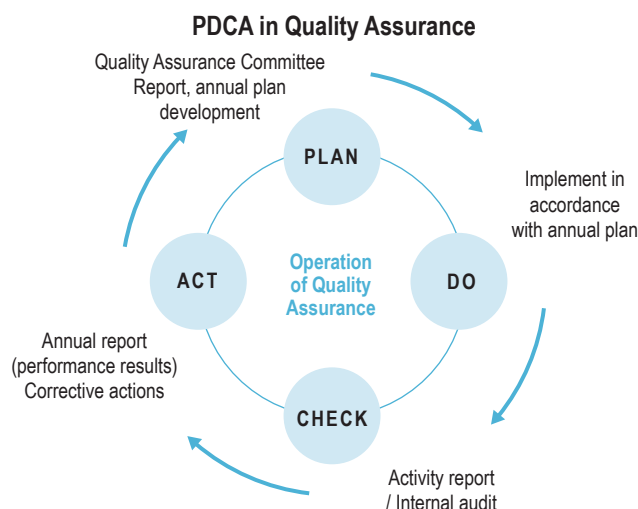 PDCA in Quality Assurance
Quality Assurance Committee
Report, annual plan
development
PLAN
Implement in
accordance
with annual plan
ACT
Operation
of Quality
Assurance
DO
Annual report
(performance results)
Corrective actions
CHECK
Activity report
/ Internal audit